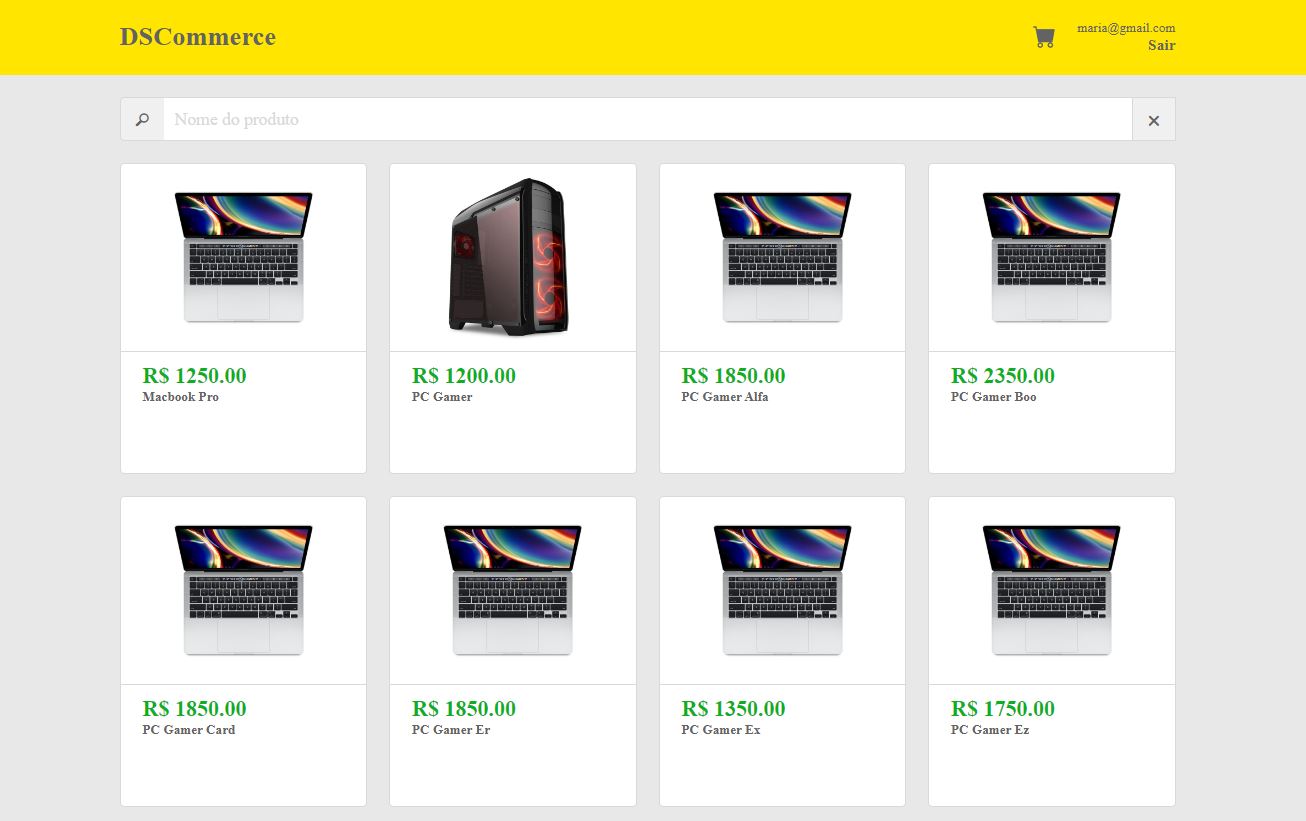 DSCommerce
maria@gmail.com
Sair
Nome do produto
R$ 1250.00
Macbook Pro
R$ 1200.00
PC Gamer
R$ 1850.00
PC Gamer Alfa
R$ 2350.00
PC Gamer Boo
R$ 1850.00
PC Gamer Card
R$ 1850.00
PC Gamer Er
R$ 1350.00
PC Gamer Ex
R$ 1750.00
PC Gamer Ez